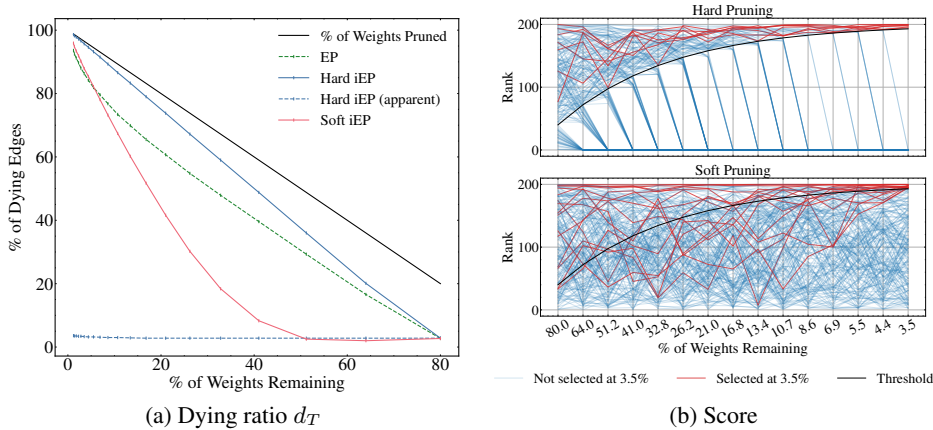 100
80
60
40
20
0
% of Dying Edges
% of Weights Pruned
EP
Hard iEP
Hard iEP (apparent)
Soft iEP
0 20 40 60 80
% of Weights Remaining
(a) Dying ratio d_T
Hard Pruning
200
100
0
Rank
Soft Pruning
200
100
0
Rank
80.0 64.0 51.2 41.0 32.8 26.2 21.0 16.8 13.4 10.7 8.6 6.9 5.5 4.4 3.5
% of Weights Remaining
Not selected at 3.5% Selected at 3.5% Threshold
(b) Score